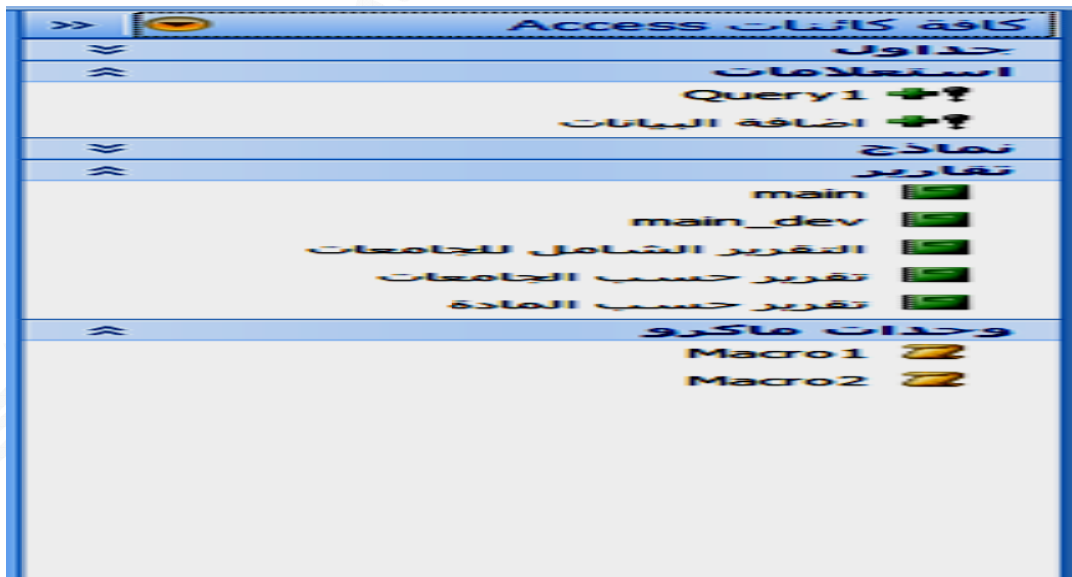 كافة كائنات Access
جداول
استعلامات
Query1
اضافة البيانات
نماذج
تقارير
main
main_dev
التقرير الشامل للجامعات
تقرير حسب الجامعات
تقرير حسب المادة
وحدات ماكرو
Macro1
Macro2